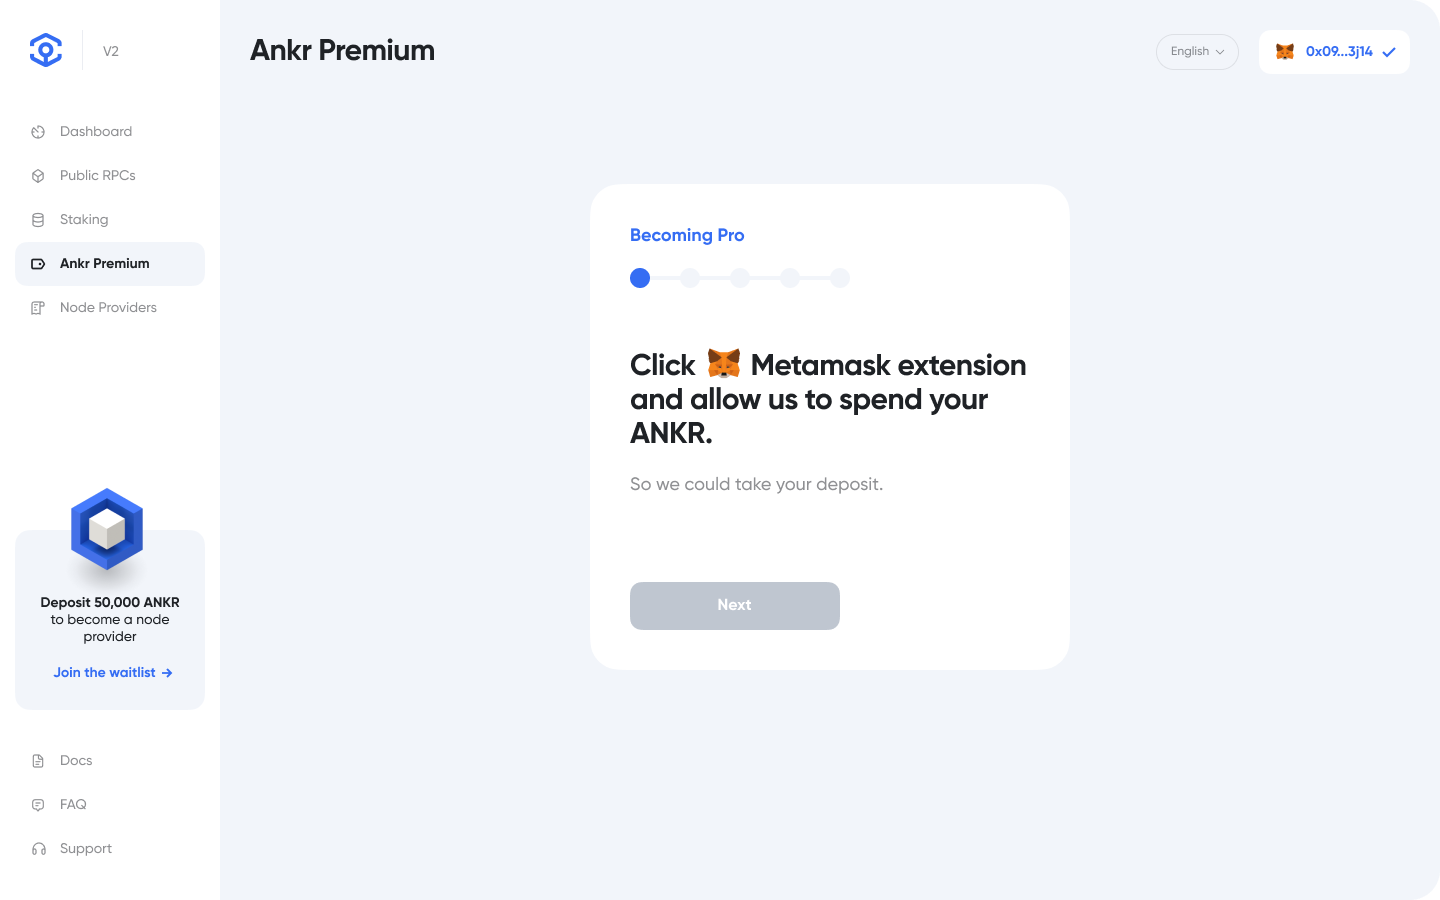 V2
Dashboard
Public RPCs
Staking
Ankr Premium
Node Providers
Deposit 50,000 ANKR
to become a node
provider
Join the waitlist →
Docs
FAQ
Support
Ankr Premium
English
0x09...3j14
Becoming Pro
Click Metamask extension
and allow us to spend your
ANKR.
So we could take your deposit.
Next